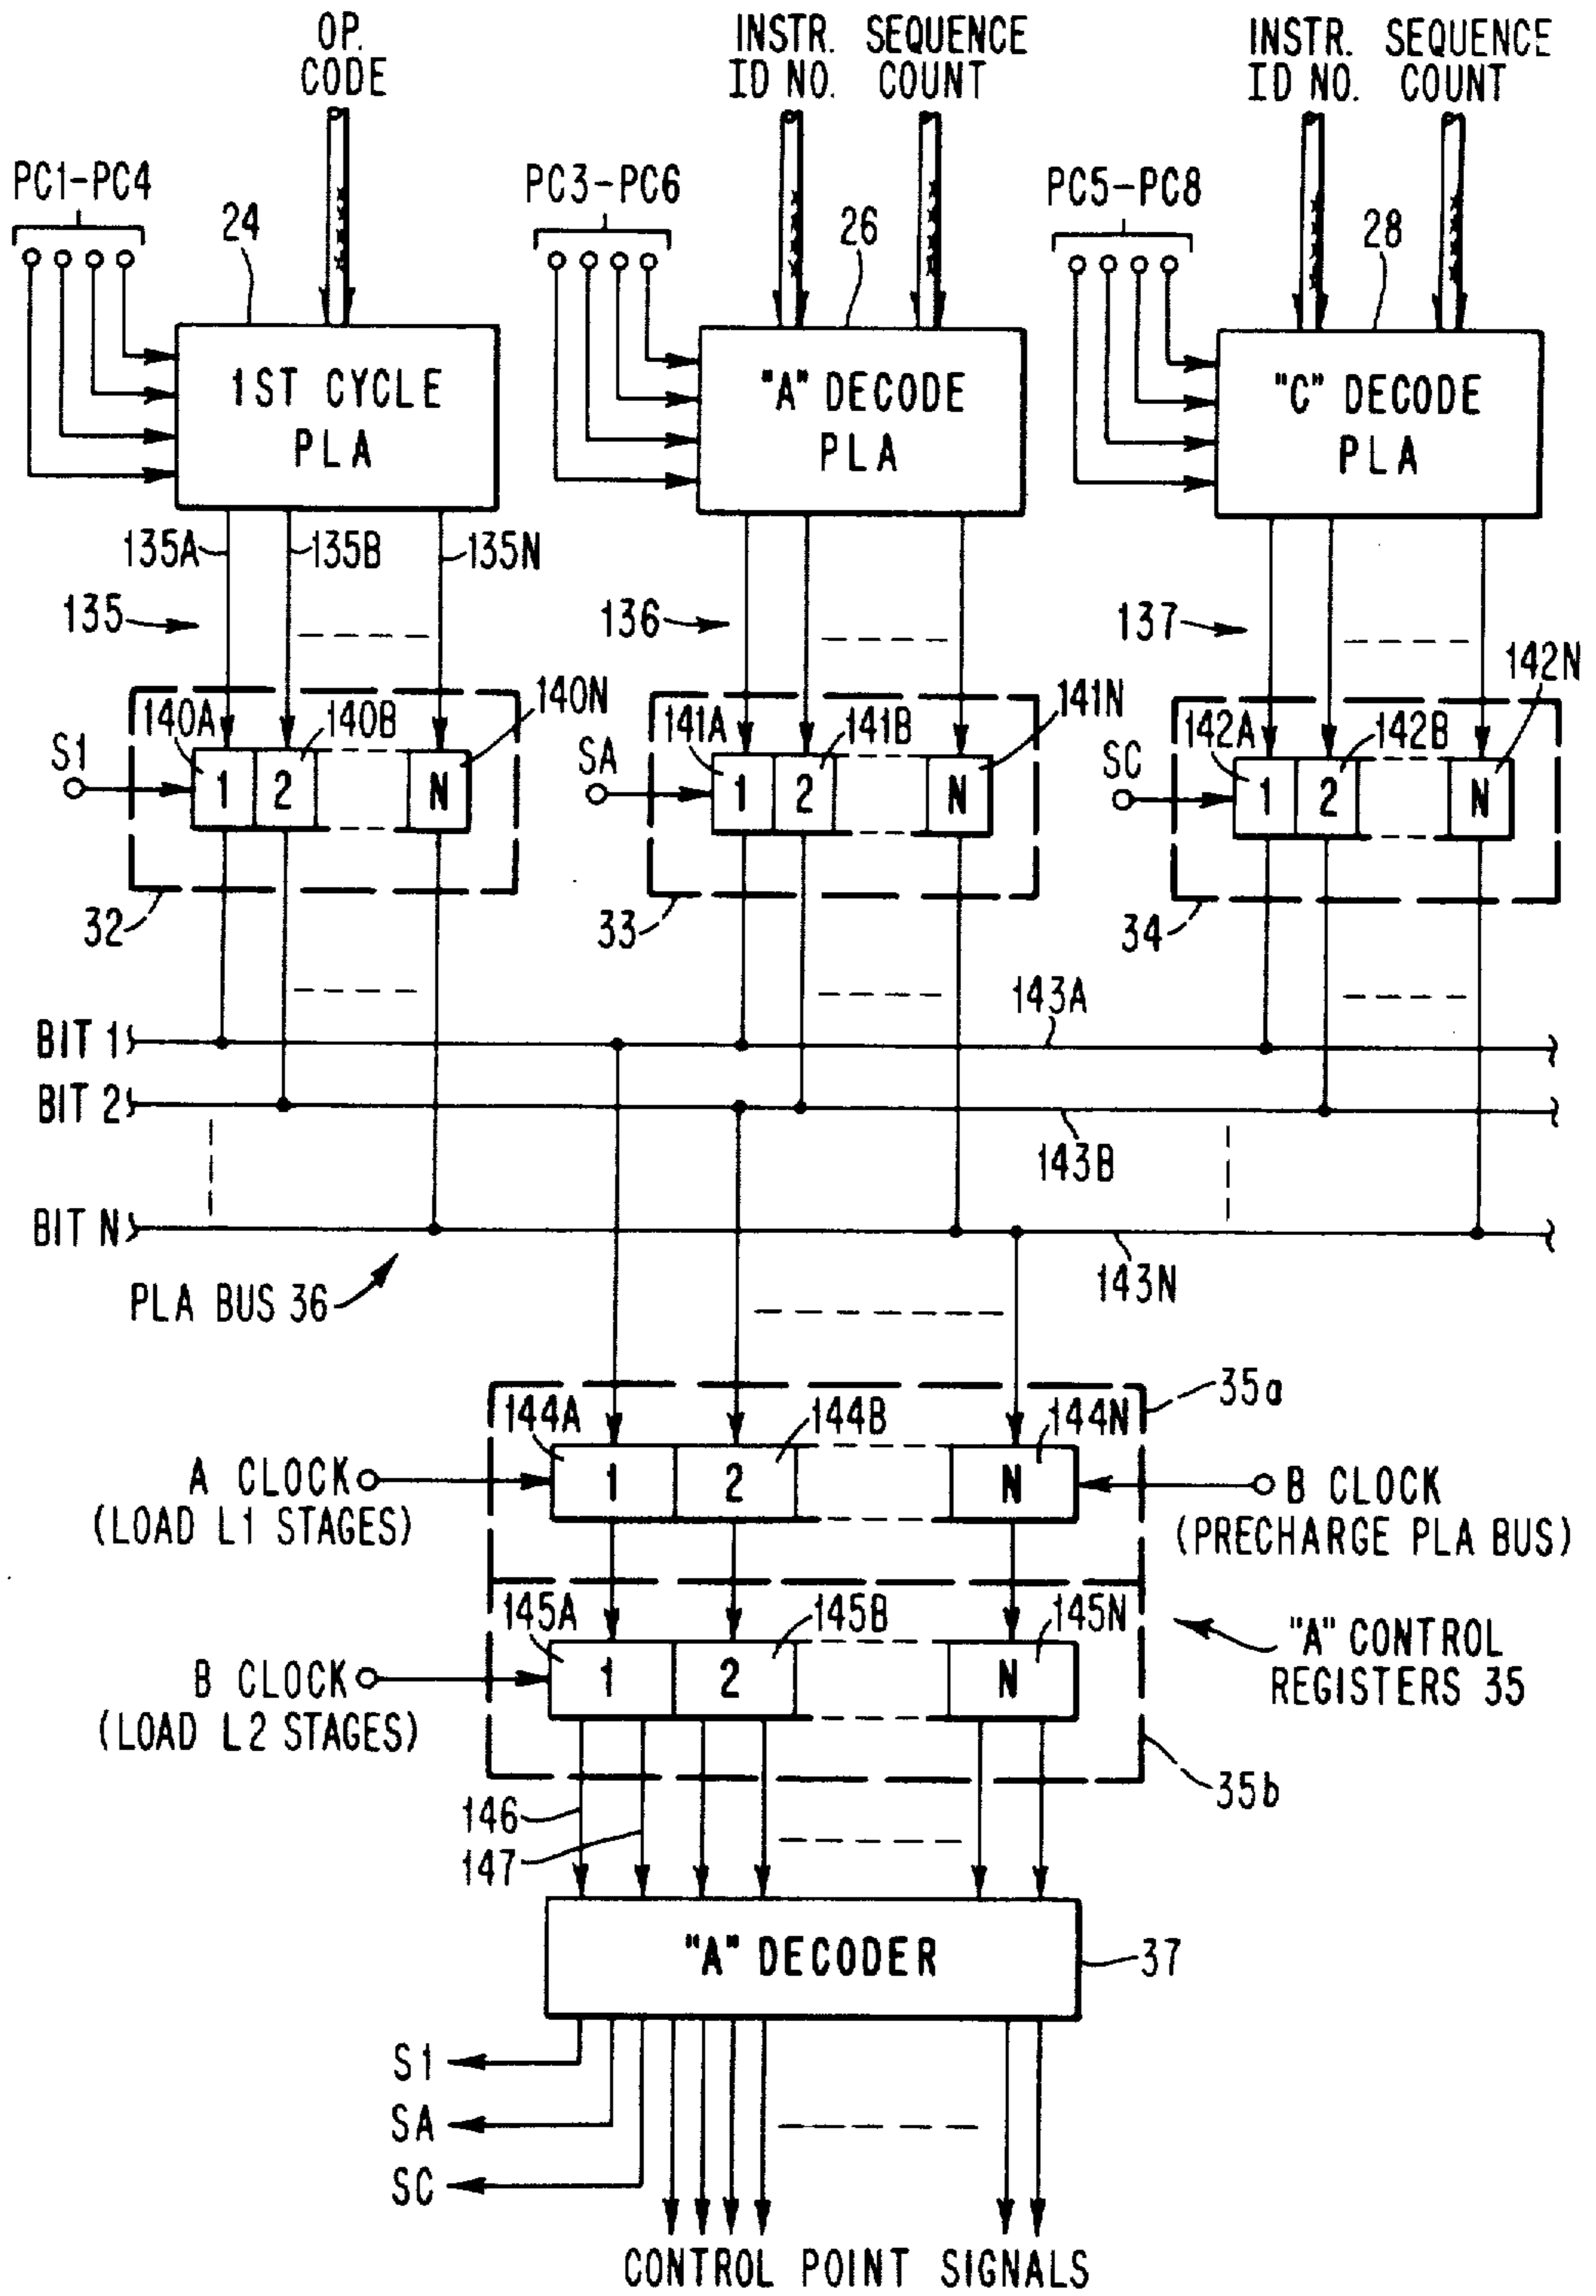 OP. CODE
INSTR. ID NO.
SEQUENCE COUNT
INSTR. ID NO.
SEQUENCE COUNT
PC1-PC4
24
PC3-PC6
26
PC5-PC8
28
1ST CYCLE PLA
"A" DECODE PLA
"C" DECODE PLA
135A
135B
135N
135
136
137
140A
140B
140N
141A
141B
141N
142A
142B
142N
S1
1
2
N
SA
1
2
N
SC
1
2
N
32
33
34
BIT 1
143A
BIT 2
143B
BIT N
143N
PLA BUS 36
35a
144A
144B
144N
A CLOCK
(LOAD L1 STAGES)
1
2
N
B CLOCK
(PRECHARGE PLA BUS)
145A
145B
145N
"A" CONTROL REGISTERS 35
B CLOCK
(LOAD L2 STAGES)
1
2
N
35b
146
147
"A" DECODER
37
S1
SA
SC
CONTROL POINT SIGNALS